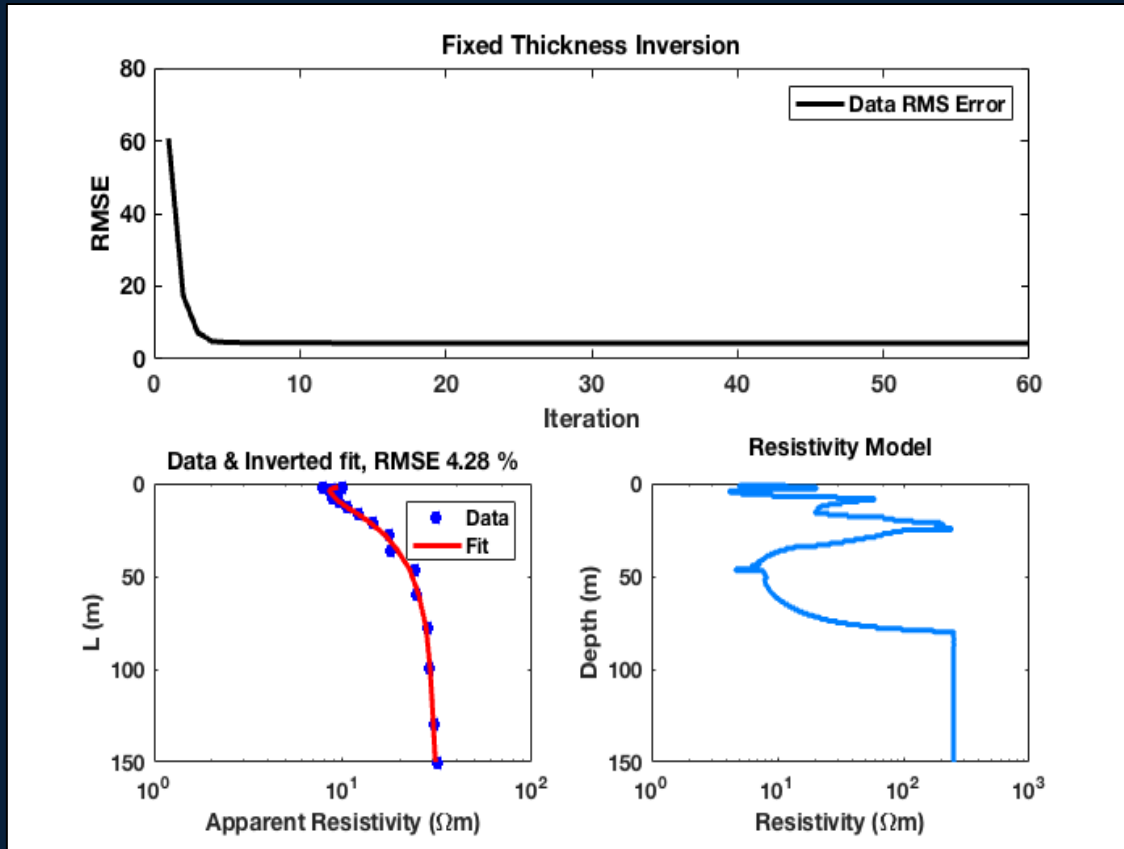 Fixed Thickness Inversion
80
60
40
20
0
RMSE
Data RMS Error
0 10 20 30 40 50 60
Iteration
Data & Inverted fit, RMSE 4.28 %
0
50
100
150
L (m)
Data
Fit
10^0 10^1 10^2
Apparent Resistivity (Ωm)
Resistivity Model
0
50
100
150
Depth (m)
10^0 10^1 10^2 10^3
Resistivity (Ωm)